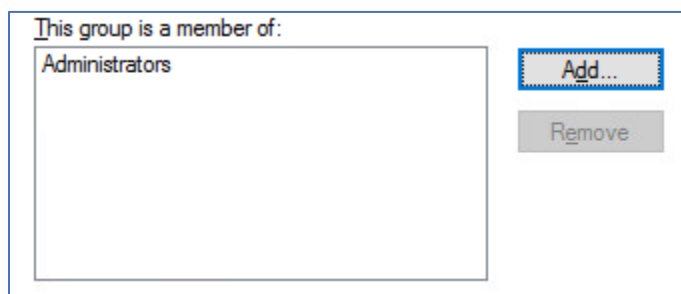 This group is a member of:
Administrators
Add...
Remove